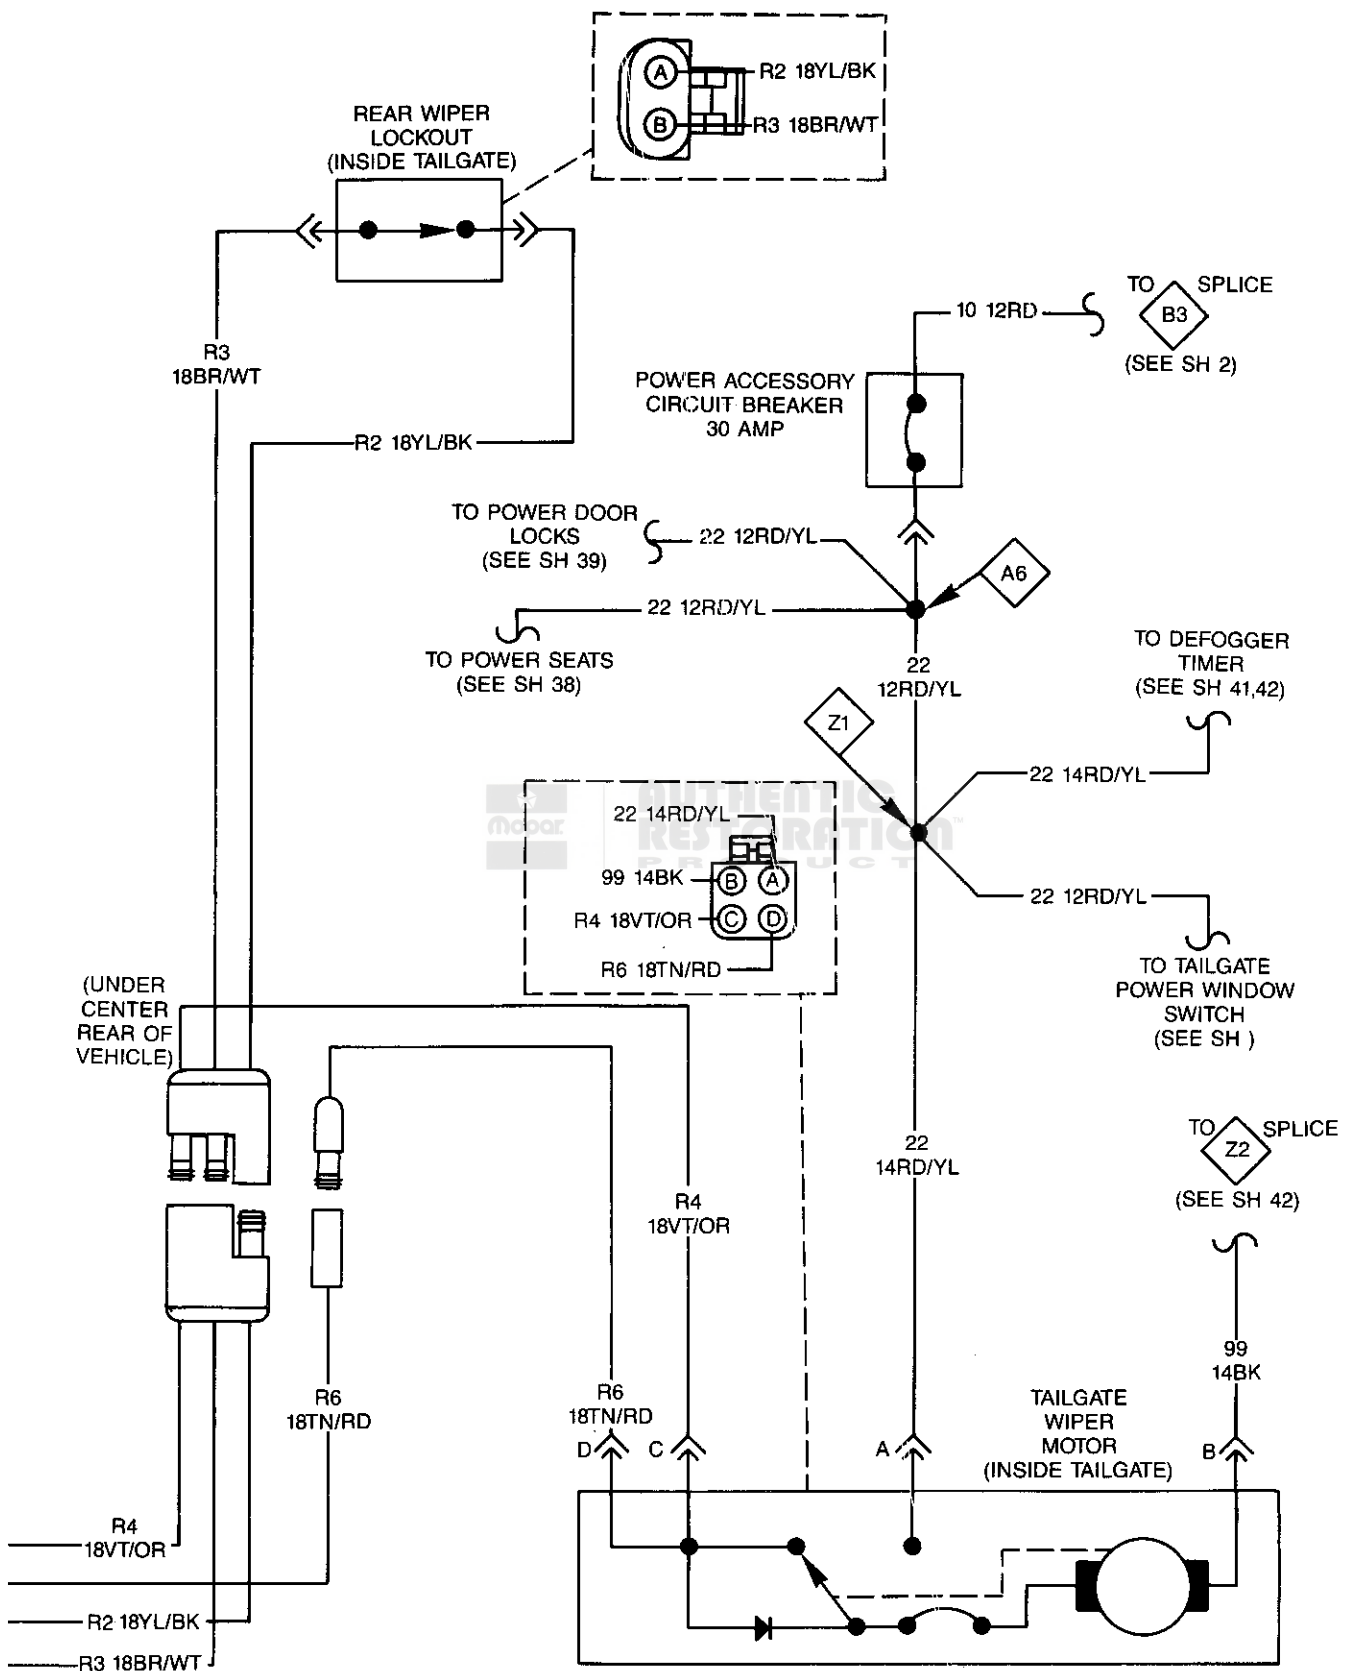 A
R2 18YL/BK
B
R3 18BR/WT
REAR WIPER
LOCKOUT
(INSIDE TAILGATE)
TO SPLICE
B3
(SEE SH 2)
10 12RD
R3
18BR/WT
POWER ACCESSORY
CIRCUIT BREAKER
30 AMP
R2 18YL/BK
TO POWER DOOR
LOCKS
(SEE SH 39)
22 12RD/YL
A6
22 12RD/YL
TO POWER SEATS
(SEE SH 38)
22
12RD/YL
TO DEFOGGER
TIMER
(SEE SH 41,42)
Z1
22 14RD/YL
Mopar
AUTHENTIC
RESTORATION™
PRODUCT
22 14RD/YL
99 14BK
B
A
R4 18VT/OR
C
D
R6 18TN/RD
22 12RD/YL
TO TAILGATE
POWER WINDOW
SWITCH
(SEE SH )
(UNDER
CENTER
REAR OF
VEHICLE)
TO SPLICE
Z2
(SEE SH 42)
22
14RD/YL
R4
18VT/OR
99
14BK
R6
18TN/RD
R6
18TN/RD
TAILGATE
WIPER
MOTOR
(INSIDE TAILGATE)
D
C
A
B
R4
18VT/OR
R2 18YL/BK
R3 18BR/WT